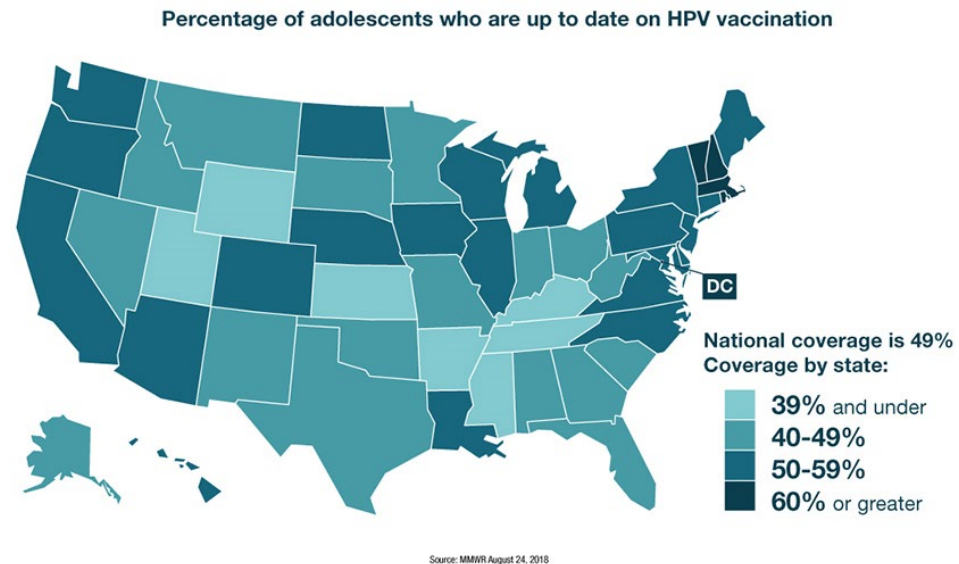 Percentage of adolescents who are up to date on HPV vaccination
DC
National coverage is 49%
Coverage by state:
39% and under
40-49%
50-59%
60% or greater
Source: MMWR August 24, 2018